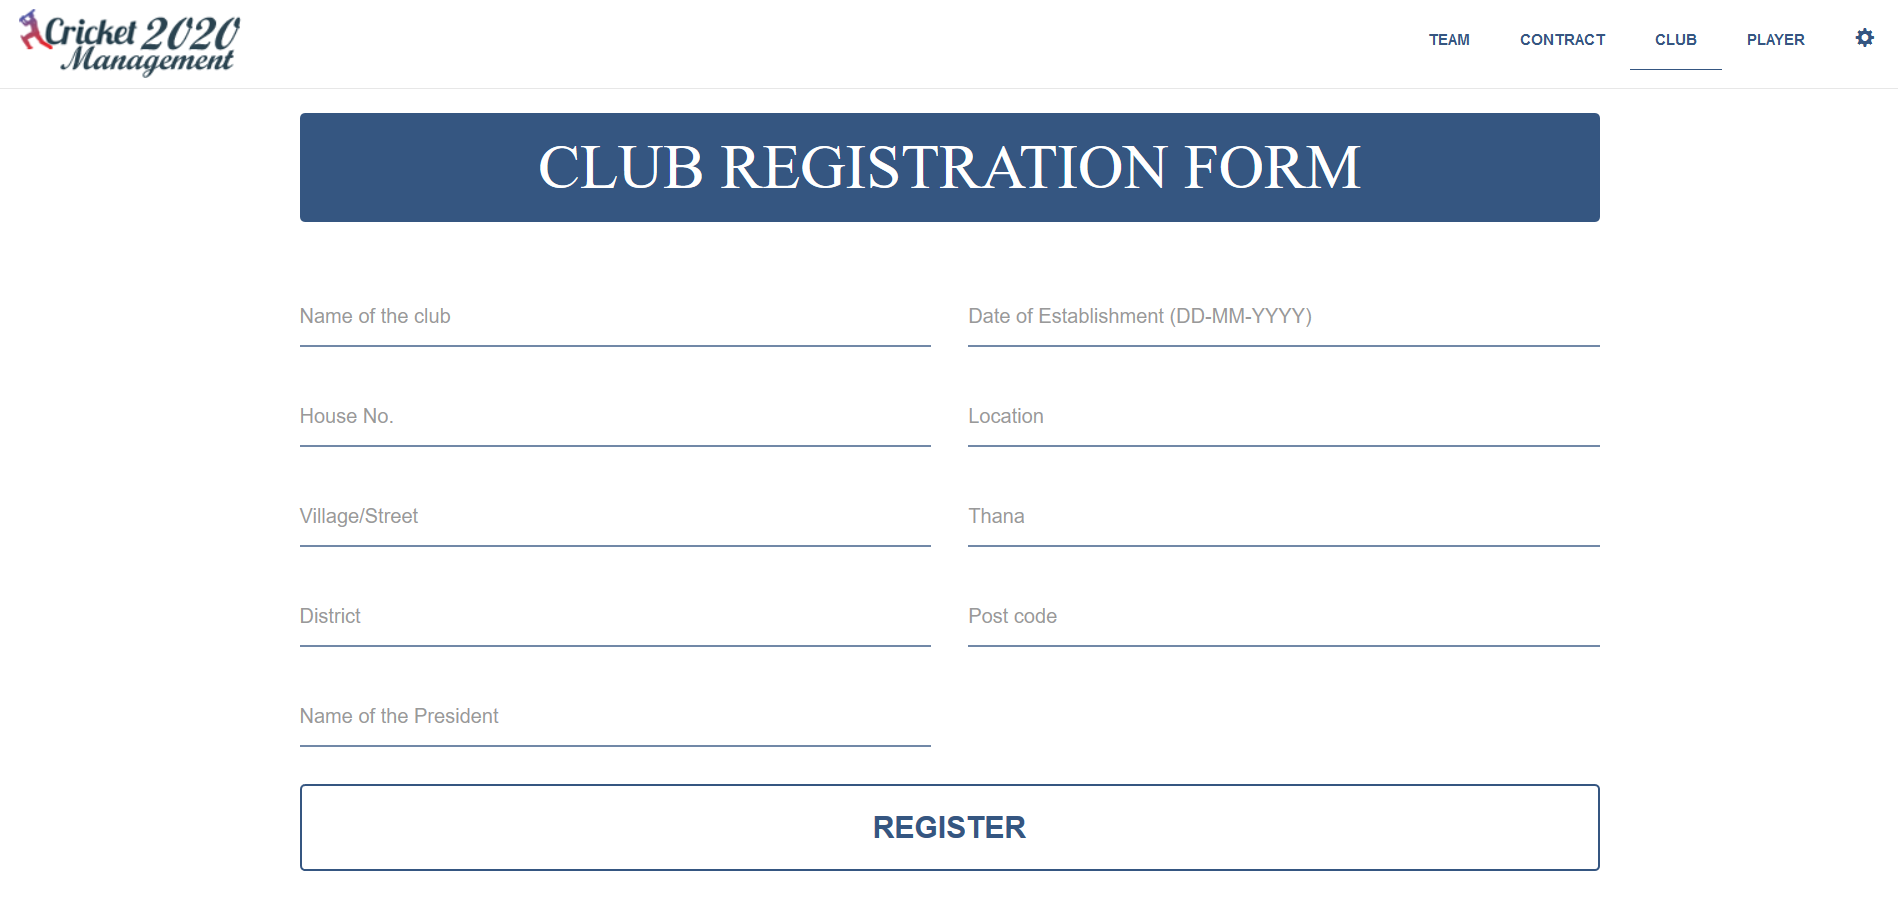 Cricket 2020
Management
TEAM CONTRACT CLUB PLAYER
CLUB REGISTRATION FORM
Name of the club Date of Establishment (DD-MM-YYYY)
House No. Location
Village/Street Thana
District Post code
Name of the President
REGISTER